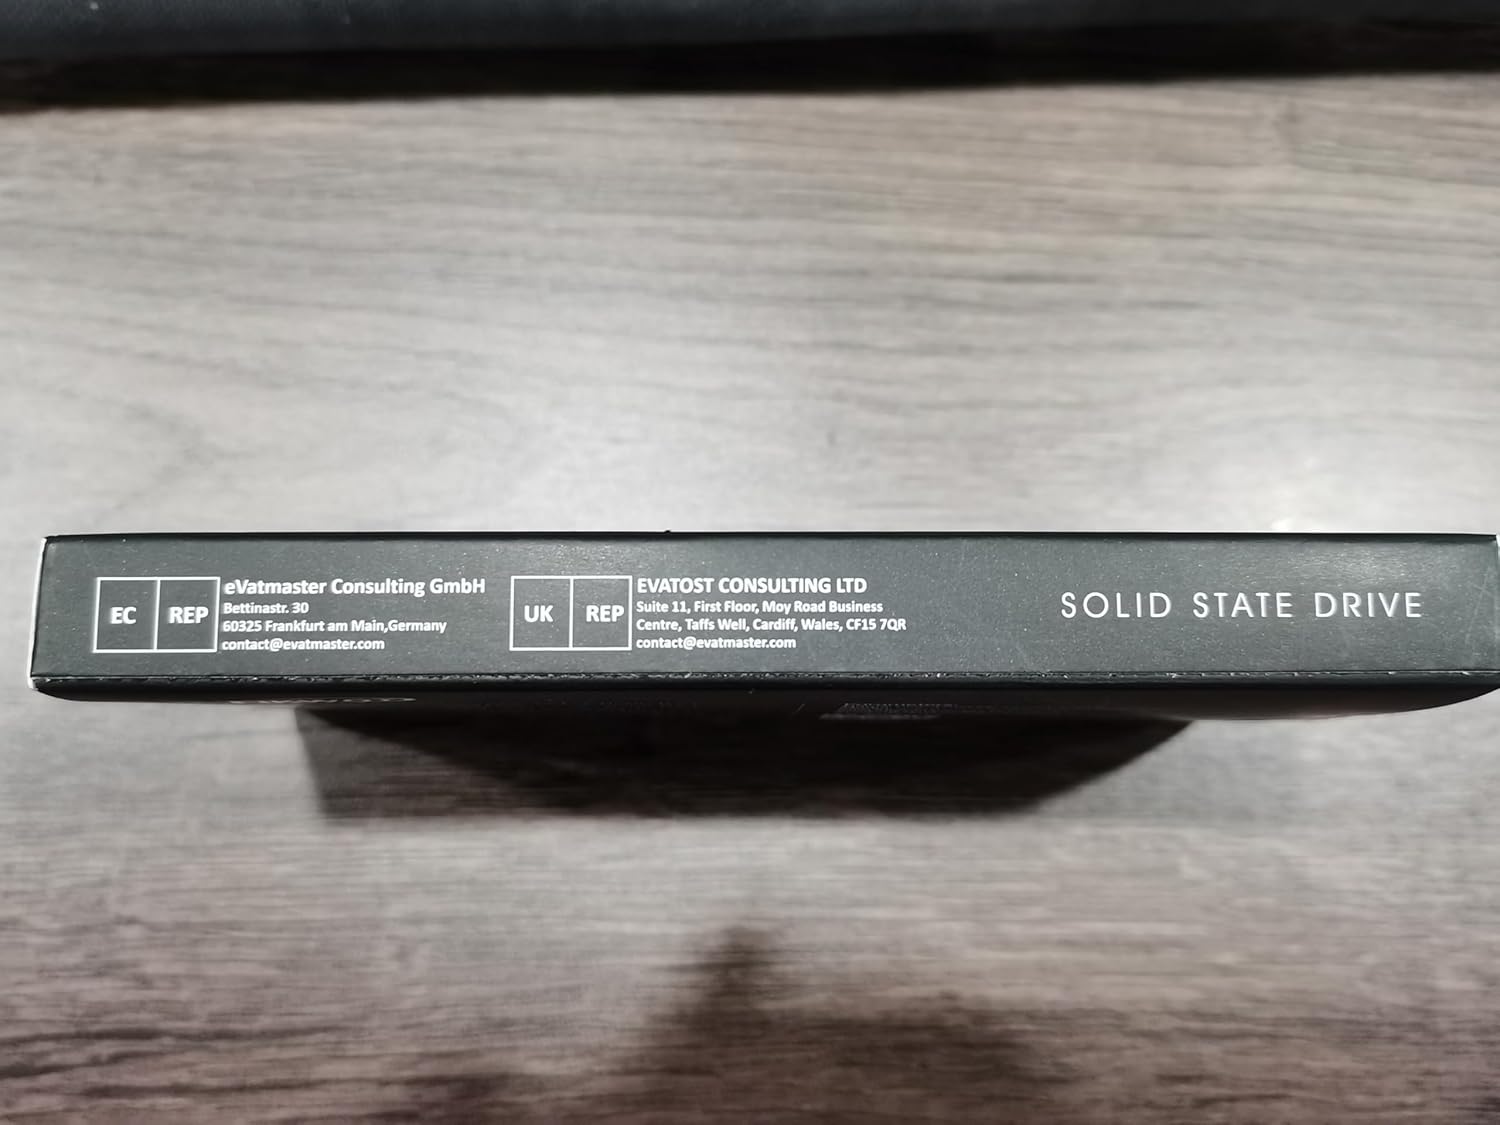 EC REP
eVatmaster Consulting GmbH
Bettinastr. 30
60325 Frankfurt am Main,Germany
contact@evatmaster.com
UK REP
EVATOST CONSULTING LTD
Suite 11, First Floor, Moy Road Business
Centre, Taffs Well, Cardiff, Wales, CF15 7QR
contact@evatmaster.com
SOLID STATE DRIVE